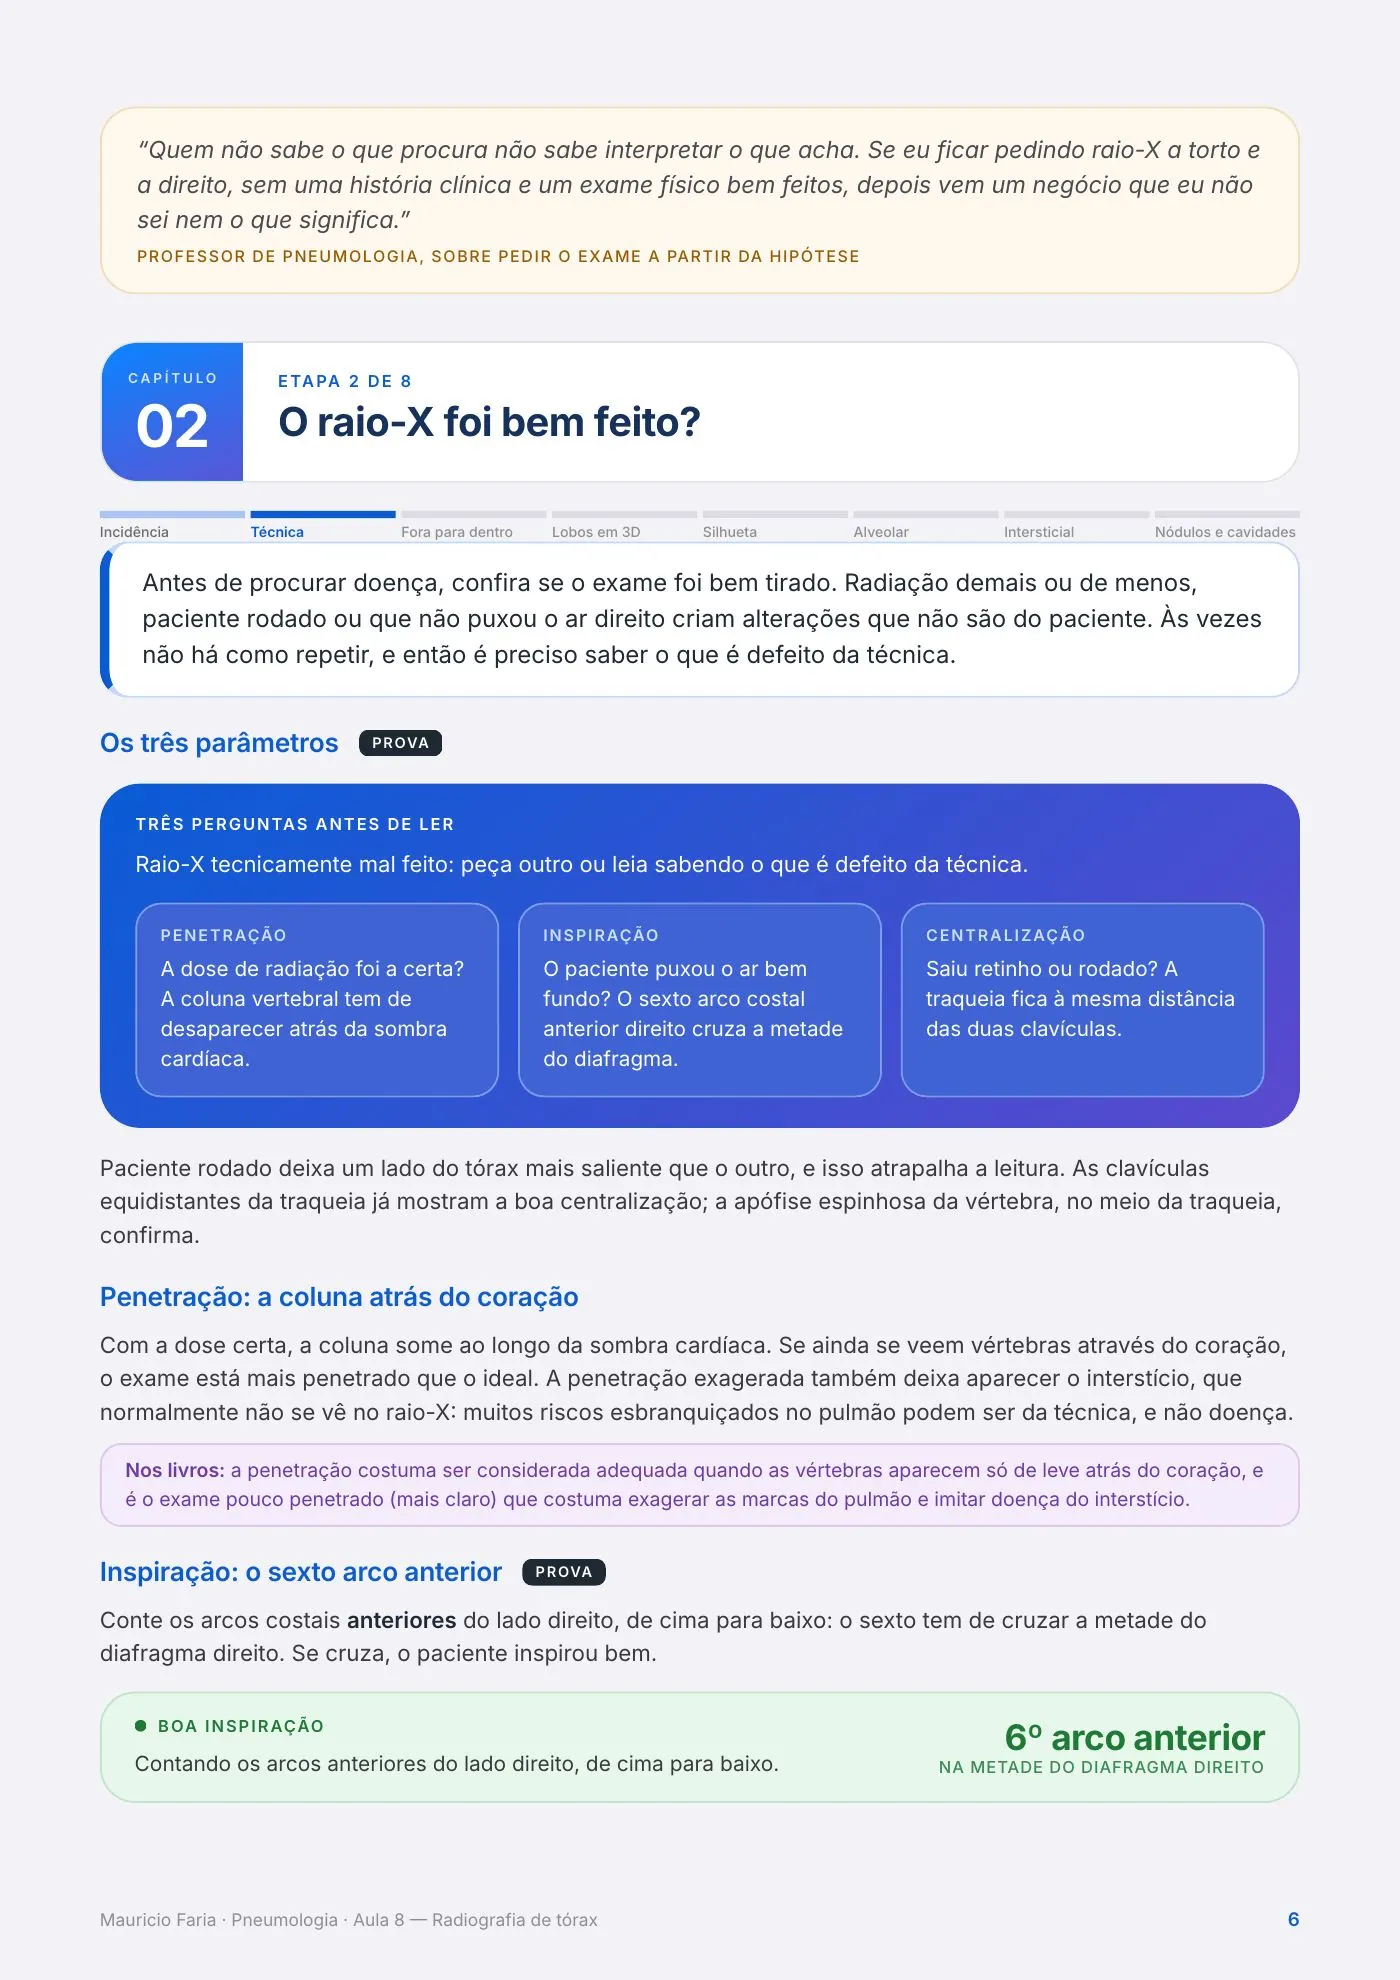 “Quem não sabe o que procura não sabe interpretar o que acha. Se eu ficar pedindo raio-X a torto e
a direito, sem uma história clínica e um exame físico bem feitos, depois vem um negócio que eu não
sei nem o que significa.”
PROFESSOR DE PNEUMOLOGIA, SOBRE PEDIR O EXAME A PARTIR DA HIPÓTESE
CAPÍTULO
02
ETAPA 2 DE 8
O raio-X foi bem feito?
Incidência
Técnica
Fora para dentro
Lobos em 3D
Silhueta
Alveolar
Intersticial
Nódulos e cavidades
Antes de procurar doença, confira se o exame foi bem tirado. Radiação demais ou de menos,
paciente rodado ou que não puxou o ar direito criam alterações que não são do paciente. Às vezes
não há como repetir, e então é preciso saber o que é defeito da técnica.
Os três parâmetros PROVA
TRÊS PERGUNTAS ANTES DE LER
Raio-X tecnicamente mal feito: peça outro ou leia sabendo o que é defeito da técnica.
PENETRAÇÃO
A dose de radiação foi a certa?
A coluna vertebral tem de
desaparecer atrás da sombra
cardíaca.
INSPIRAÇÃO
O paciente puxou o ar bem
fundo? O sexto arco costal
anterior direito cruza a metade
do diafragma.
CENTRALIZAÇÃO
Saiu retinho ou rodado? A
traqueia fica à mesma distância
das duas clavículas.
Paciente rodado deixa um lado do tórax mais saliente que o outro, e isso atrapalha a leitura. As clavículas
equidistantes da traqueia já mostram a boa centralização; a apófise espinhosa da vértebra, no meio da traqueia,
confirma.
Penetração: a coluna atrás do coração
Com a dose certa, a coluna some ao longo da sombra cardíaca. Se ainda se veem vértebras através do coração,
o exame está mais penetrado que o ideal. A penetração exagerada também deixa aparecer o interstício, que
normalmente não se vê no raio-X: muitos riscos esbranquiçados no pulmão podem ser da técnica, e não doença.
Nos livros: a penetração costuma ser considerada adequada quando as vértebras aparecem só de leve atrás do coração, e
é o exame pouco penetrado (mais claro) que costuma exagerar as marcas do pulmão e imitar doença do interstício.
Inspiração: o sexto arco anterior PROVA
Conte os arcos costais anteriores do lado direito, de cima para baixo: o sexto tem de cruzar a metade do
diafragma direito. Se cruza, o paciente inspirou bem.
BOA INSPIRAÇÃO
Contando os arcos anteriores do lado direito, de cima para baixo.
6º arco anterior
NA METADE DO DIAFRAGMA DIREITO
Mauricio Faria · Pneumologia · Aula 8 — Radiografia de tórax
6